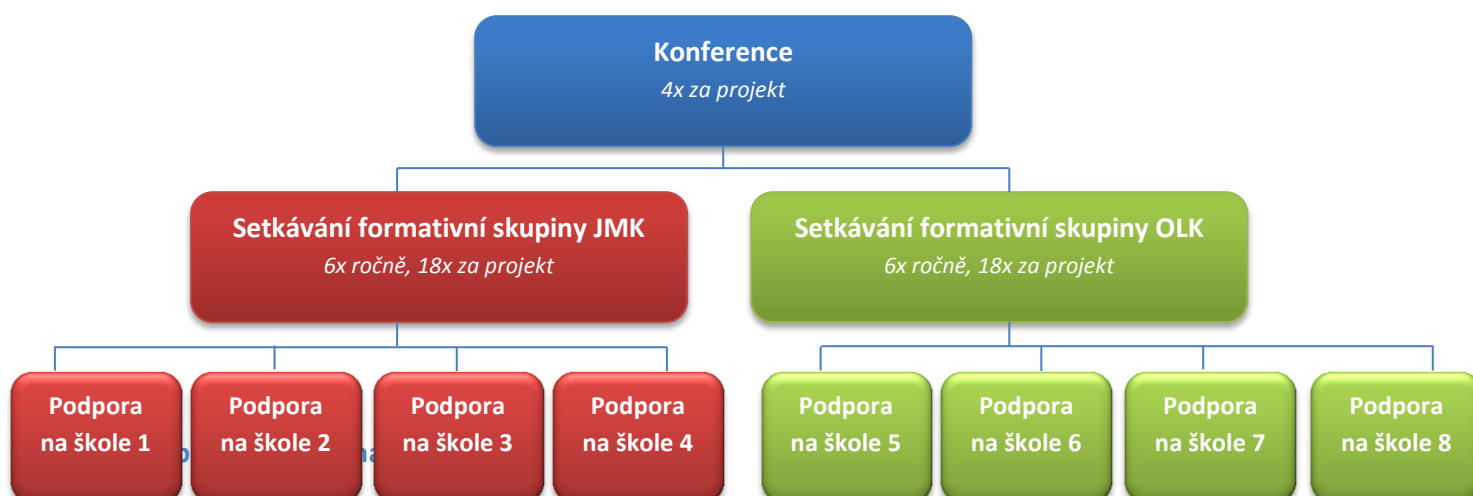 Konference
4x za projekt
Setkávání formativní skupiny JMK
6x ročně, 18x za projekt
Setkávání formativní skupiny OLK
6x ročně, 18x za projekt
Podpora
na škole 1
Podpora
na škole 2
Podpora
na škole 3
Podpora
na škole 4
Podpora
na škole 5
Podpora
na škole 6
Podpora
na škole 7
Podpora
na škole 8